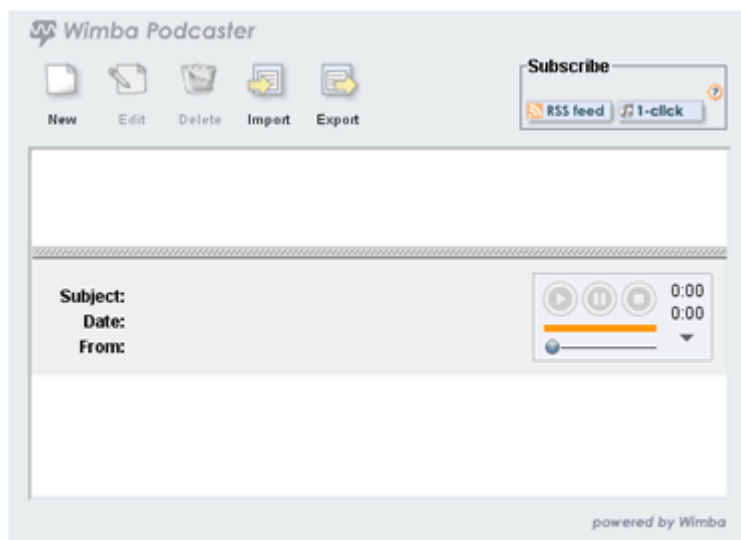 Wimba Podcaster
New Edit Delete Import Export
Subscribe
?
RSS feed 1-click
Subject:
Date:
From:
0:00
0:00
powered by Wimba